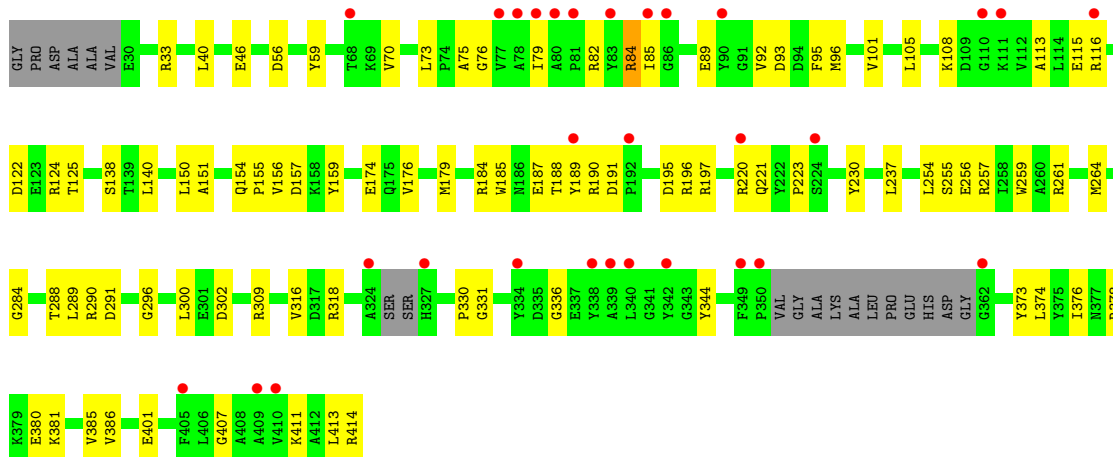 GLY PRO ASP ALA ALA VAL E30 R33 L40 E46 D56 Y59 T68 K69 V70 L73 P74 A75 G76 V77 A78 I79 A80 P81 R82 Y83 R84 I85 G86 E89 Y90 G91 V92 D93 D94 F95 M96 V101 L105 K108 D109 G110 K111 V112 A113 L114 E115 R116
D122 E123 R124 T125 S138 T139 L140 L150 A151 Q154 P155 V156 D157 K158 Y159 E174 Q175 V176 M179 R184 W185 N186 E187 T188 Y189 R190 D191 P192 D195 R196 R197 R220 Q221 Y222 P223 S224 Y230 L237 L254 S255 E256 R257 I258 W259 A260 R261 M264
G284 T288 L289 R290 D291 G296 L300 E301 D302 R309 V316 D317 R318 A324 SER SER H327 P330 G331 Y334 D335 G336 E337 Y338 A339 L340 G341 Y342 G343 Y344 F349 P350 VAL GLY ALA LYS ALA LEU PRO GLU HIS ASP GLY G362 Y373 L374 Y375 I376 N377
K379 E380 K381 V385 V386 E401 F405 L406 G407 A408 A409 V410 K411 A412 L413 R414